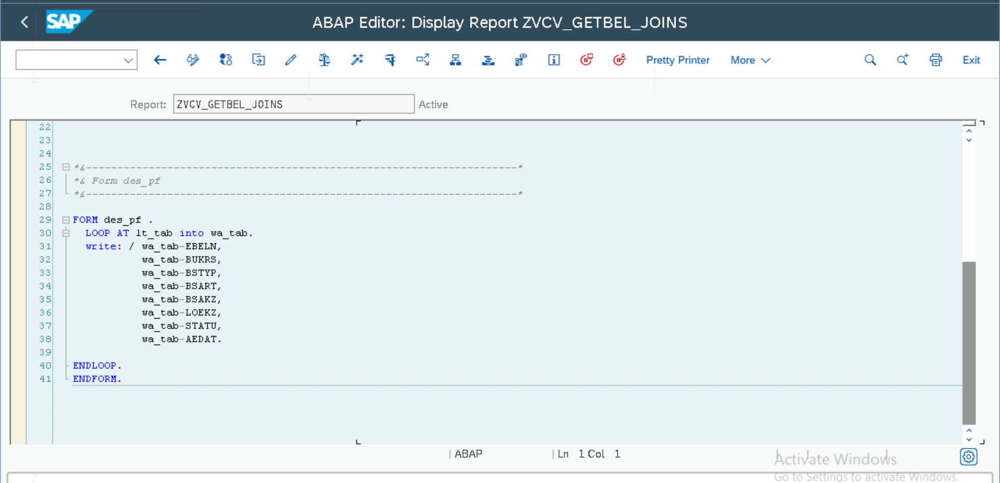 SAP
ABAP Editor: Display Report ZVCV_GETBEL_JOINS
Pretty Printer More Exit
Report: ZVCV_GETBEL_JOINS Active
22
23
24
25 *&---------------------------------------------------------------------*
26 *& Form des_pf
27 *&---------------------------------------------------------------------*
28
29 FORM des_pf .
30 LOOP AT lt_tab into wa_tab.
31 write: / wa_tab-EBELN,
32 wa_tab-BUKRS,
33 wa_tab-BSTYP,
34 wa_tab-BSART,
35 wa_tab-BSAKZ,
36 wa_tab-LOEKZ,
37 wa_tab-STATU,
38 wa_tab-AEDAT.
39
40 ENDLOOP.
41 ENDFORM.
ABAP Ln 1 Col 1
Activate Windows
Go to Settings to activate Windows.